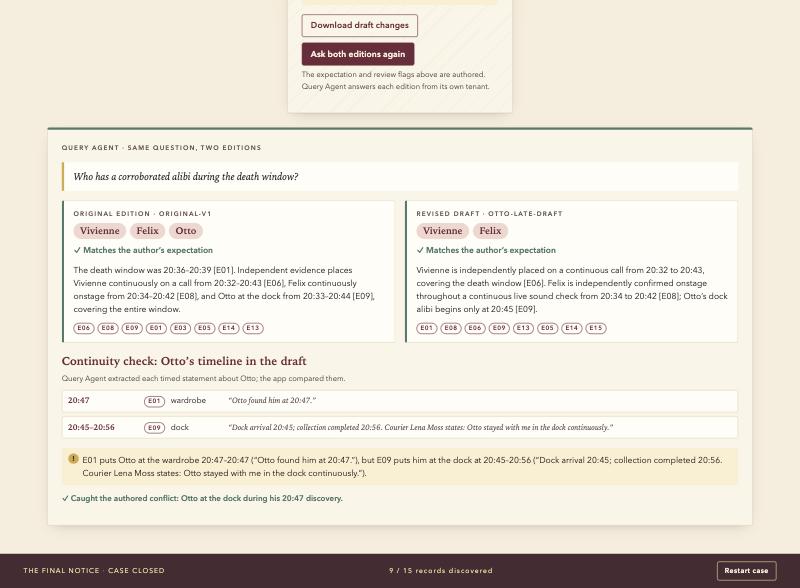 Download draft changes
Ask both editions again
The expectation and review flags above are authored.
Query Agent answers each edition from its own tenant.
QUERY AGENT · SAME QUESTION, TWO EDITIONS
Who has a corroborated alibi during the death window?
ORIGINAL EDITION · ORIGINAL-V1
Vivienne Felix Otto
✓ Matches the author's expectation
The death window was 20:36–20:39 [E01]. Independent evidence places
Vivienne continuously on a call from 20:32-20:43 [E06], Felix continuously
onstage from 20:34–20:42 [E08], and Otto at the dock from 20:33–20:44 [E09],
covering the entire window.
E06 E08 E09 E01 E03 E05 E14 E13
REVISED DRAFT · OTTO-LATE-DRAFT
Vivienne Felix
✓ Matches the author's expectation
Vivienne is independently placed on a continuous call from 20:32 to 20:43,
covering the death window [E06]. Felix is independently confirmed onstage
throughout a continuous live sound check from 20:34 to 20:42 [E08]; Otto's dock
alibi begins only at 20:45 [E09].
E01 E08 E06 E09 E13 E05 E14 E15
Continuity check: Otto's timeline in the draft
Query Agent extracted each timed statement about Otto; the app compared them.
20:47 E01 wardrobe "Otto found him at 20:47."
20:45–20:56 E09 dock "Dock arrival 20:45; collection completed 20:56. Courier Lena Moss states: Otto stayed with me in the dock continuously."
! E01 puts Otto at the wardrobe 20:47–20:47 ("Otto found him at 20:47."), but E09 puts him at the dock at 20:45–20:56 ("Dock arrival 20:45; collection completed 20:56.
Courier Lena Moss states: Otto stayed with me in the dock continuously.").
✓ Caught the authored conflict: Otto at the dock during his 20:47 discovery.
THE FINAL NOTICE · CASE CLOSED
9 / 15 records discovered
Restart case